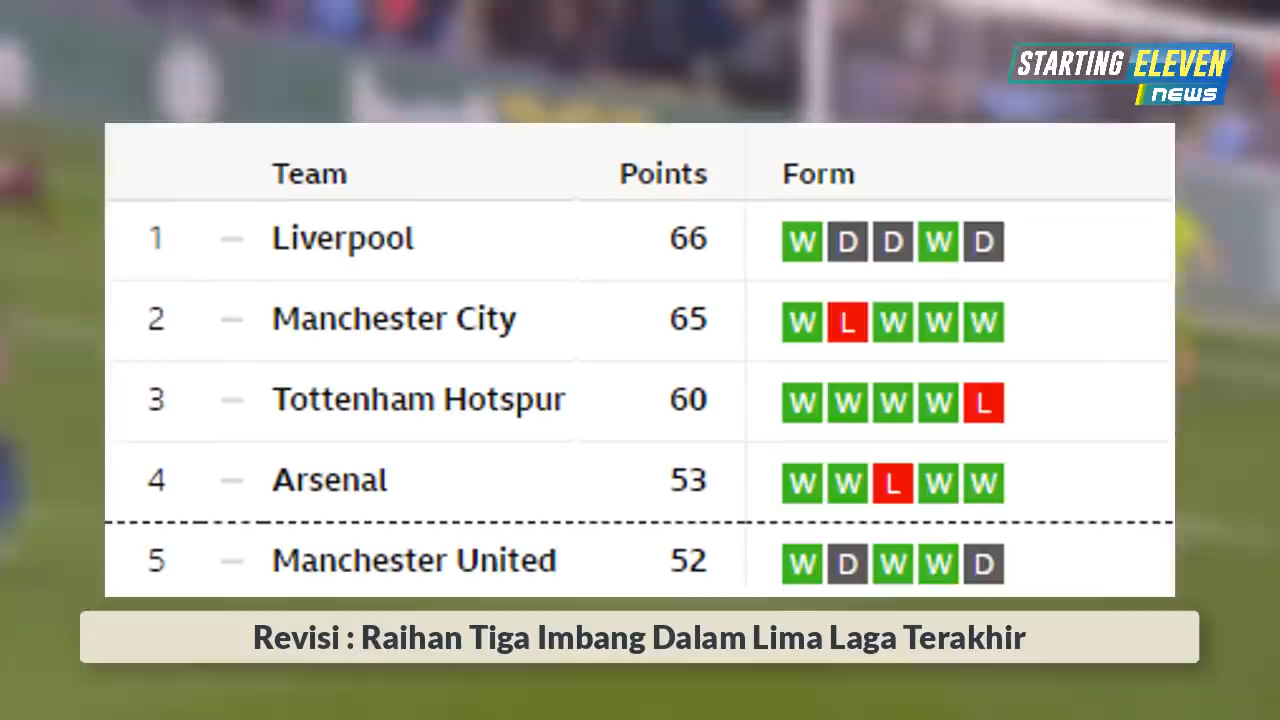 STARTING ELEVEN
NEWS
Team Points Form
1 Liverpool 66 W D D W D
2 Manchester City 65 W L W W W
3 Tottenham Hotspur 60 W W W W L
4 Arsenal 53 W W L W W
5 Manchester United 52 W D W W D
Revisi : Raihan Tiga Imbang Dalam Lima Laga Terakhir